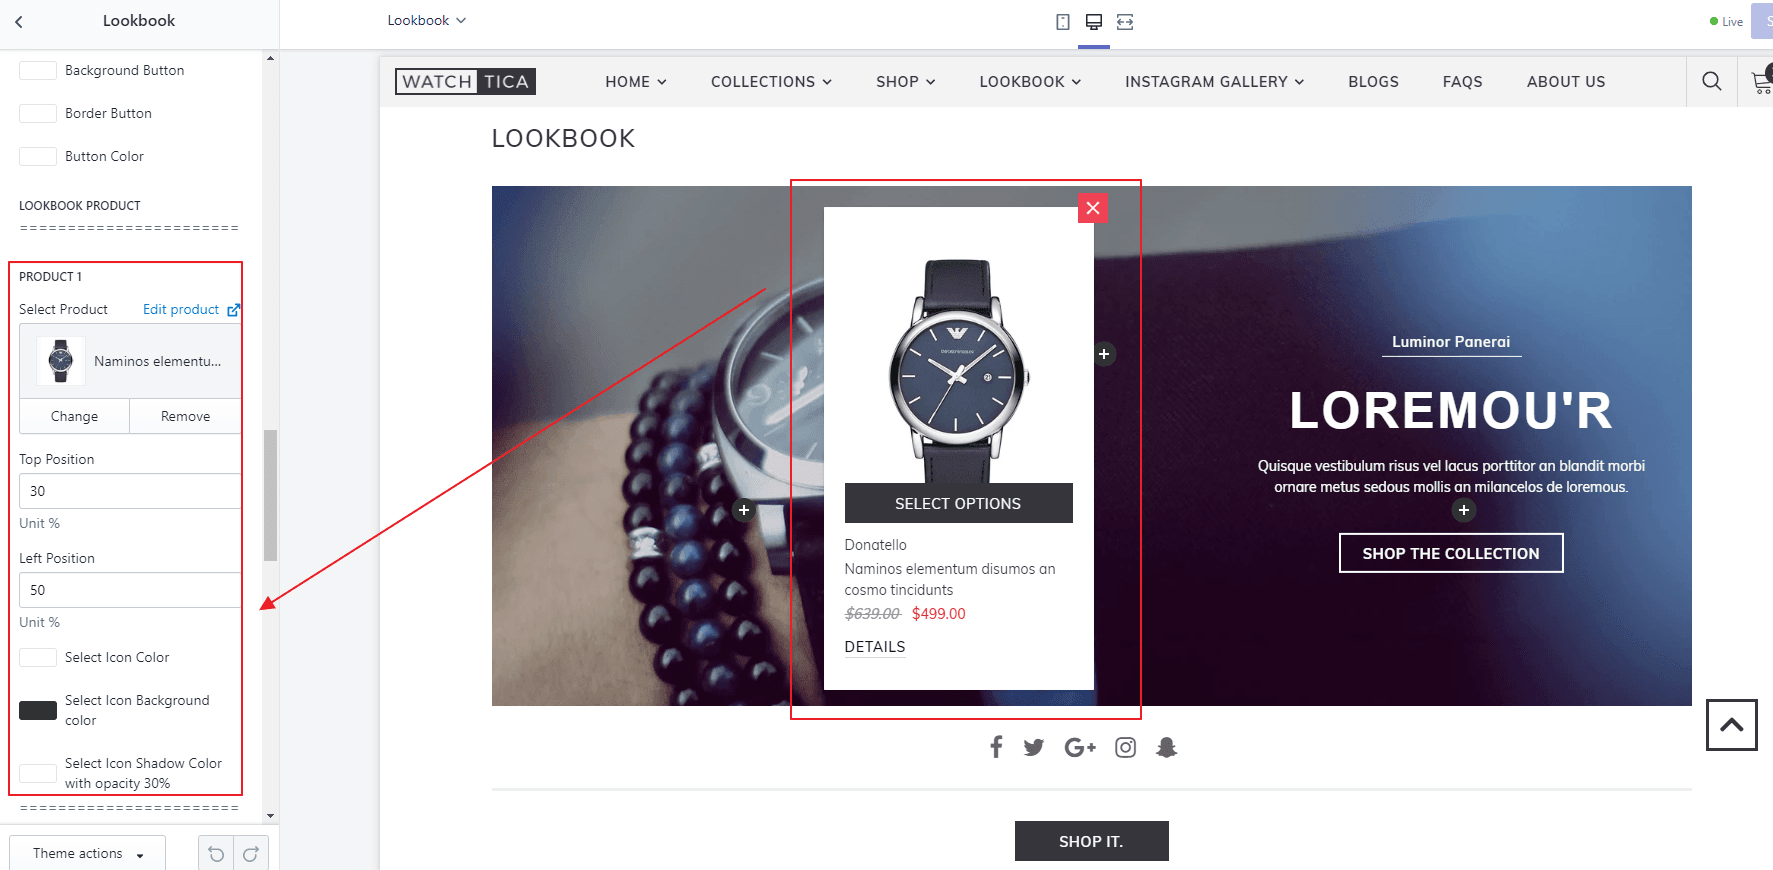 Lookbook
Background Button
Border Button
Button Color
LOOKBOOK PRODUCT
=======================
PRODUCT 1
Select Product Edit product
Naminos elementu...
Change Remove
Top Position
30
Unit %
Left Position
50
Unit %
Select Icon Color
Select Icon Background
color
Select Icon Shadow Color
with opacity 30%
=======================
Theme actions
Lookbook
Live
WATCH TICA HOME COLLECTIONS SHOP LOOKBOOK INSTAGRAM GALLERY BLOGS FAQS ABOUT US
LOOKBOOK
SELECT OPTIONS
Donatello
Naminos elementum disumos an
cosmo tincidunts
$639.00 $499.00
DETAILS
Luminor Panerai
LOREMOU'R
Quisque vestibulum risus vel lacus porttitor an blandit morbi
ornare metus sedous mollis an milancelos de loremous.
SHOP THE COLLECTION
SHOP IT.